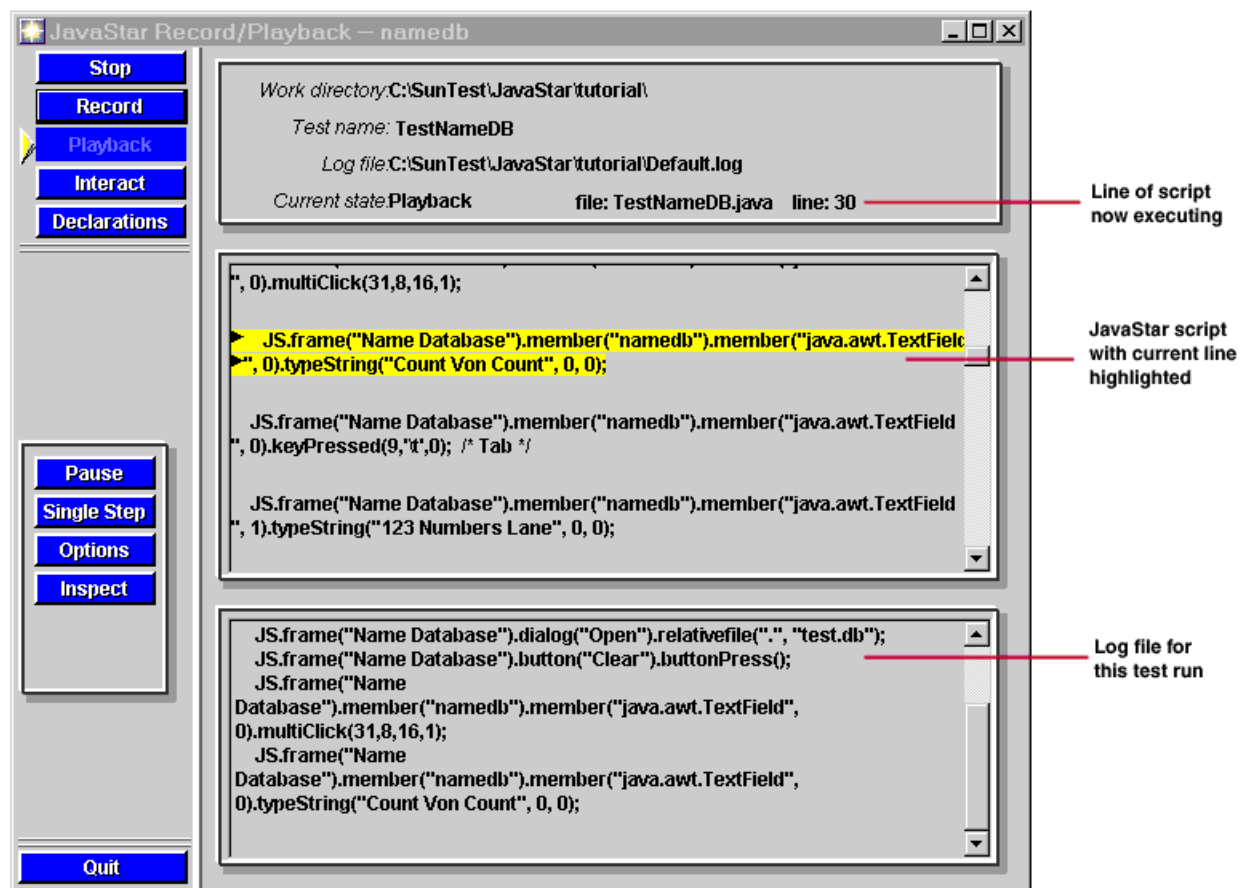 JavaStar Record/Playback – namedb
Stop
Record
Playback
Interact
Declarations
Work directory:C:\SunTest\JavaStar\tutorial\
Test name: TestNameDB
Log file:C:\SunTest\JavaStar\tutorial\Default.log
Current state:Playback file: TestNameDB.java line: 30
Line of script
now executing
", 0).multiClick(31,8,16,1);
JS.frame("Name Database").member("namedb").member("java.awt.TextField
", 0).typeString("Count Von Count", 0, 0);
JS.frame("Name Database").member("namedb").member("java.awt.TextField
", 0).keyPressed(9,'\t',0); /* Tab */
JS.frame("Name Database").member("namedb").member("java.awt.TextField
", 1).typeString("123 Numbers Lane", 0, 0);
JavaStar script
with current line
highlighted
Pause
Single Step
Options
Inspect
JS.frame("Name Database").dialog("Open").relativefile(".", "test.db");
JS.frame("Name Database").button("Clear").buttonPress();
JS.frame("Name
Database").member("namedb").member("java.awt.TextField",
0).multiClick(31,8,16,1);
JS.frame("Name
Database").member("namedb").member("java.awt.TextField",
0).typeString("Count Von Count", 0, 0);
Log file for
this test run
Quit